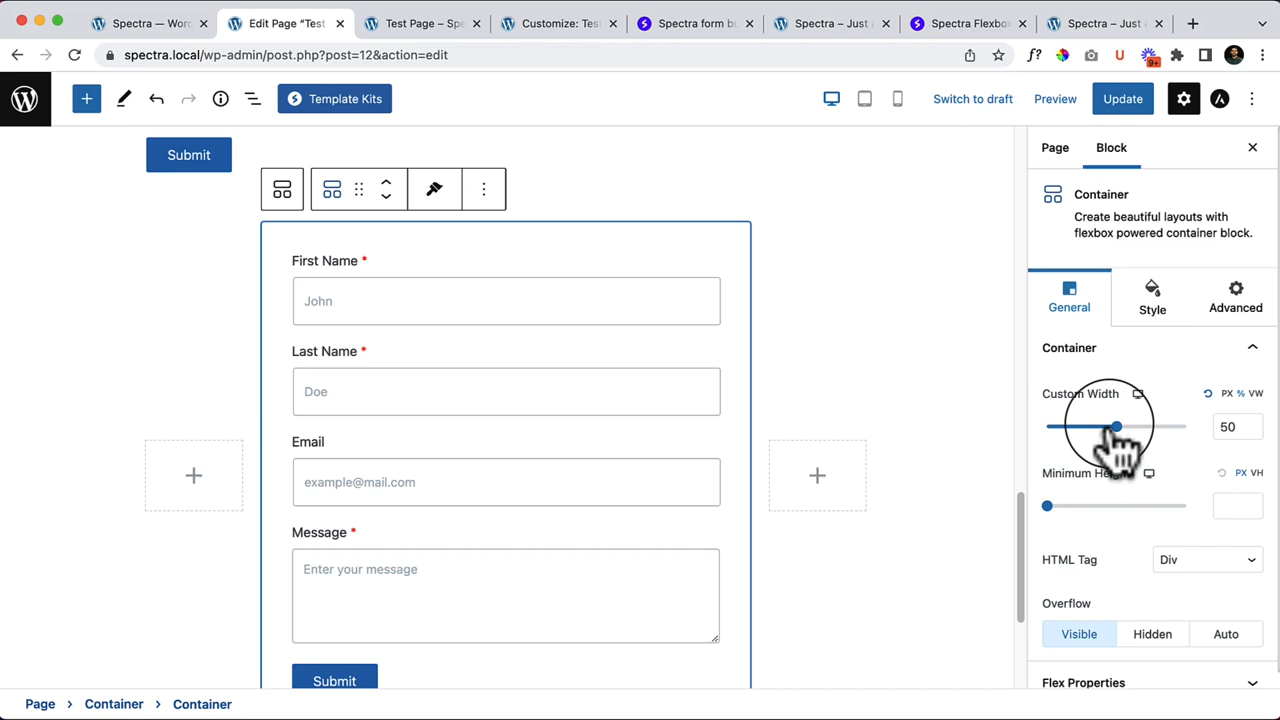 Spectra — Wor
Edit Page “Test
Test Page – Spe
Customize: Tes
Spectra form bu
Spectra – Just a
Spectra Flexbo
Spectra – Just a
spectra.local/wp-admin/post.php?post=12&action=edit
f?
U
9+
Template Kits
Switch to draft
Preview
Update
Submit
Page
Block
Container
Create beautiful layouts with
flexbox powered container block.
General
Style
Advanced
First Name *
John
Last Name *
Doe
Email
example@mail.com
Message *
Enter your message
Submit
Container
Custom Width
PX % VW
50
PX VH
HTML Tag
Div
Overflow
Visible
Hidden
Auto
Flex Properties
Page
Container
Container